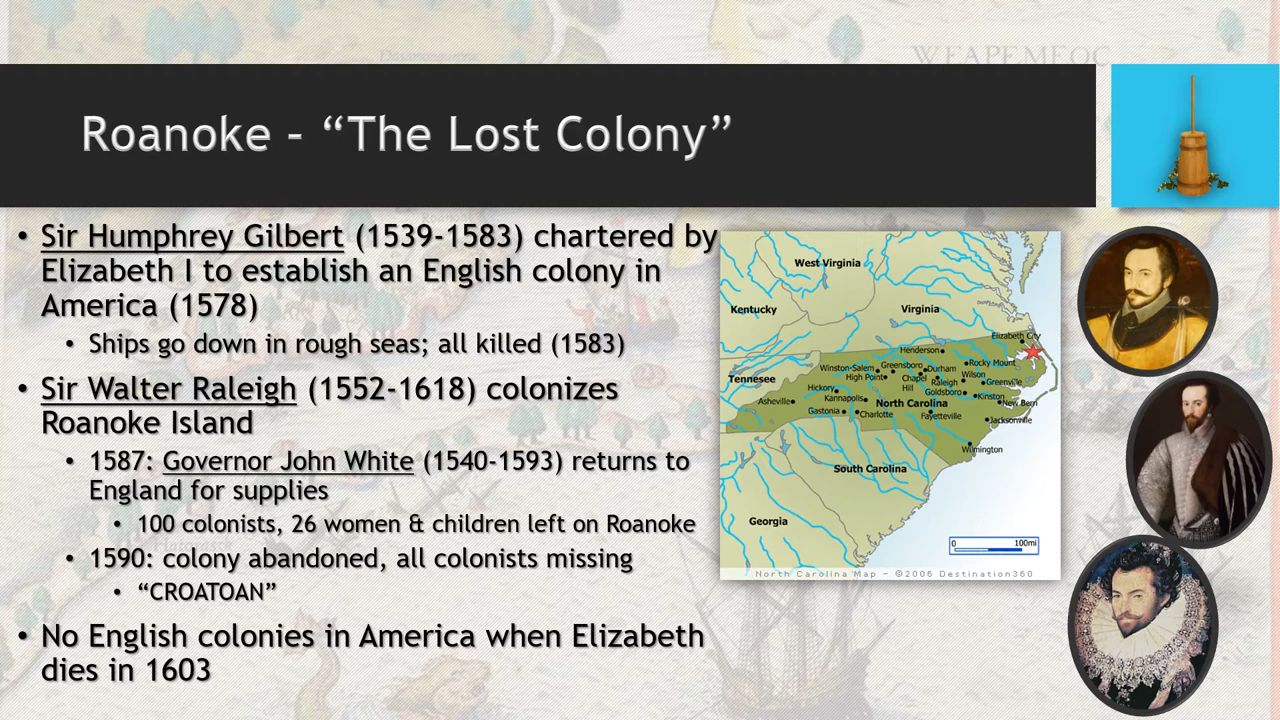 WEAPEMEOC
Roanoke – “The Lost Colony”
• Sir Humphrey Gilbert (1539-1583) chartered by
Elizabeth I to establish an English colony in
America (1578)
• Ships go down in rough seas; all killed (1583)
• Sir Walter Raleigh (1552-1618) colonizes
Roanoke Island
• 1587: Governor John White (1540-1593) returns to
England for supplies
• 100 colonists, 26 women & children left on Roanoke
• 1590: colony abandoned, all colonists missing
• “CROATOAN”
• No English colonies in America when Elizabeth
dies in 1603
West Virginia
Kentucky
Virginia
Elizabeth City
Henderson
Winston-Salem
Greensboro
Durham
Rocky Mount
High Point
Chapel
Hill
Raleigh
Wilson
Greenville
Tennesee
Hickory
Goldsboro
Kinston
Asheville
Kannapolis
North Carolina
New Bern
Gastonia
Charlotte
Fayetteville
Jacksonville
Wilmington
South Carolina
Georgia
0 100mi
North Carolina Map - ©2006 Destination360